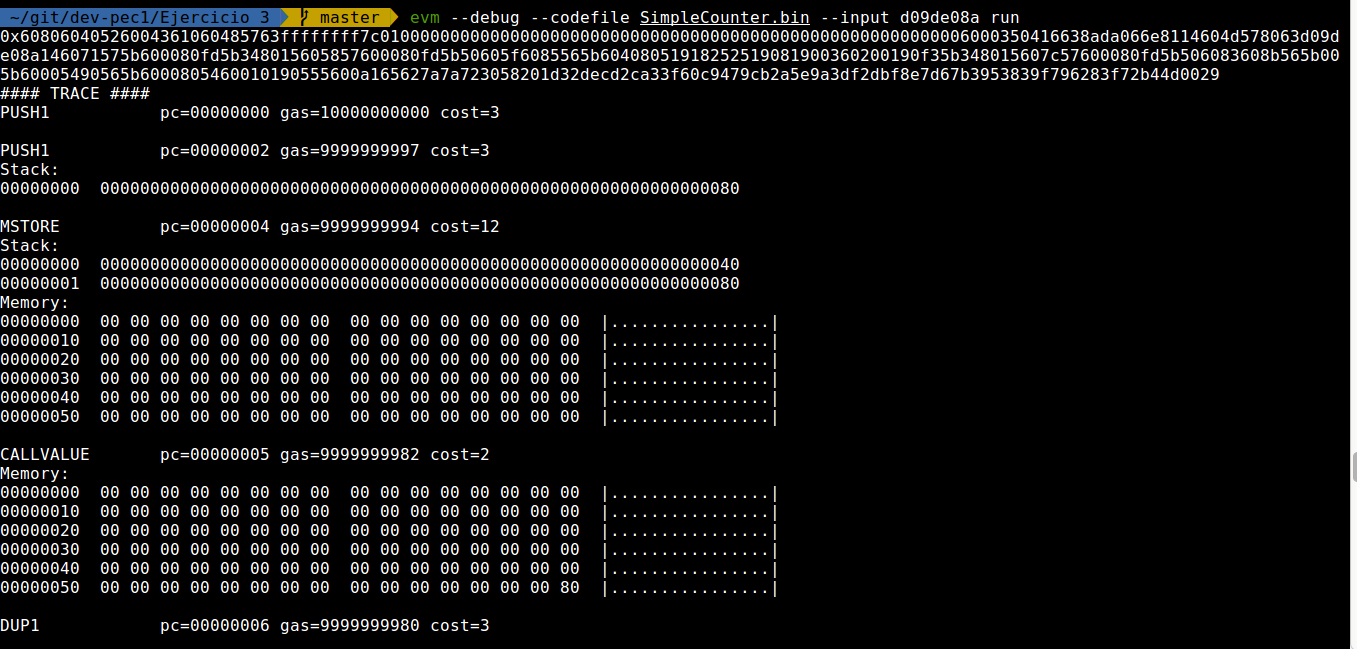 ~/git/dev-pec1/Ejercicio 3 master evm --debug --codefile SimpleCounter.bin --input d09de08a run
0x60806040526004361060485763ffffffff7c010000000000000000000000000000000000000000000000000000000060003504166​38ada066e8114604d578063d09d
e08a146071575b600080fd5b348015605857600080fd5b50605f6085565b60408051918252519081900360200190f35b348015607c57600080fd5b506083608b565b00
5b60005490565b6000805460010190555600a165627a7a723058201d32decd2ca33f60c9479cb2a5e9a3df2dbf8e7d67b3953839f796283f72b44d0029
#### TRACE ####
PUSH1 pc=00000000 gas=10000000000 cost=3
PUSH1 pc=00000002 gas=9999999997 cost=3
Stack:
00000000 0000000000000000000000000000000000000000000000000000000000000080
MSTORE pc=00000004 gas=9999999994 cost=12
Stack:
00000000 0000000000000000000000000000000000000000000000000000000000000040
00000001 0000000000000000000000000000000000000000000000000000000000000080
Memory:
00000000 00 00 00 00 00 00 00 00 00 00 00 00 00 00 00 00 |................|
00000010 00 00 00 00 00 00 00 00 00 00 00 00 00 00 00 00 |................|
00000020 00 00 00 00 00 00 00 00 00 00 00 00 00 00 00 00 |................|
00000030 00 00 00 00 00 00 00 00 00 00 00 00 00 00 00 00 |................|
00000040 00 00 00 00 00 00 00 00 00 00 00 00 00 00 00 00 |................|
00000050 00 00 00 00 00 00 00 00 00 00 00 00 00 00 00 00 |................|
CALLVALUE pc=00000005 gas=9999999982 cost=2
Memory:
00000000 00 00 00 00 00 00 00 00 00 00 00 00 00 00 00 00 |................|
00000010 00 00 00 00 00 00 00 00 00 00 00 00 00 00 00 00 |................|
00000020 00 00 00 00 00 00 00 00 00 00 00 00 00 00 00 00 |................|
00000030 00 00 00 00 00 00 00 00 00 00 00 00 00 00 00 00 |................|
00000040 00 00 00 00 00 00 00 00 00 00 00 00 00 00 00 00 |................|
00000050 00 00 00 00 00 00 00 00 00 00 00 00 00 00 00 80 |................|
DUP1 pc=00000006 gas=9999999980 cost=3